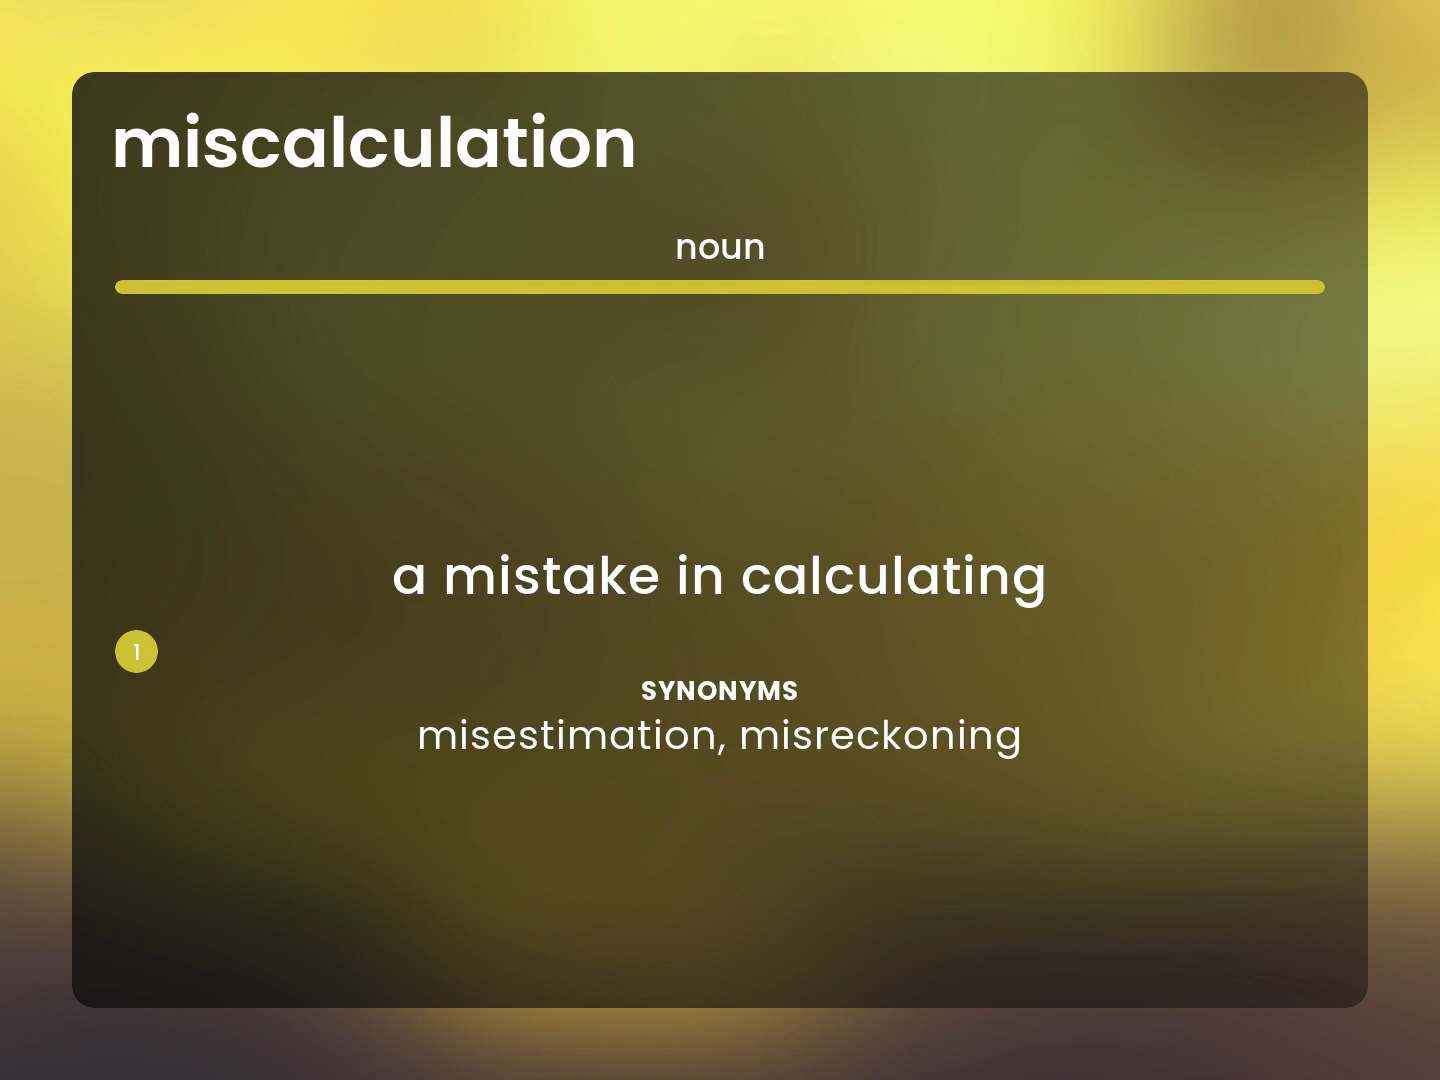 miscalculation
noun
a mistake in calculating
1
SYNONYMS
misestimation, misreckoning